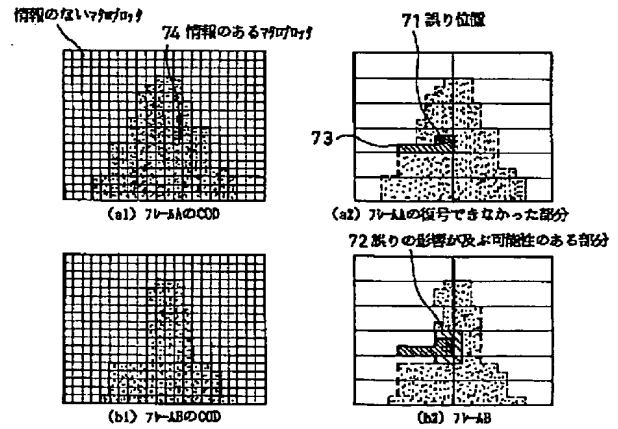 情報のないマクロブロック
74 情報のあるマクロブロック
71 誤り位置
73
(a1) フレームAのCOD
(a2) フレームAの復号できなかった部分
72 誤りの影響が及ぶ可能性のある部分
(b1) フレームBのCOD
(b2) フレームB